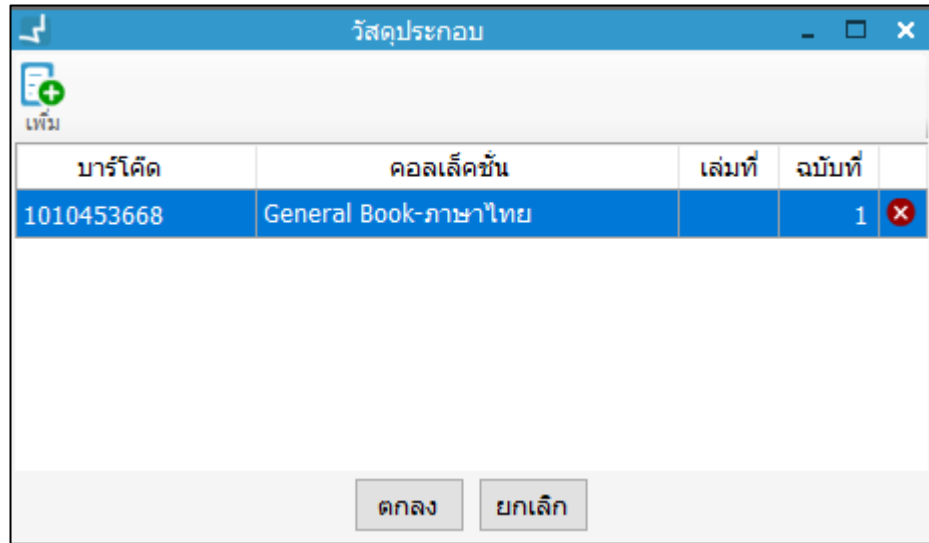 วัสดุประกอบ
เพิ่ม
บาร์โค๊ด คอลเล็คชั่น เล่มที่ ฉบับที่
1010453668 General Book-ภาษาไทย 1
ตกลง ยกเลิก